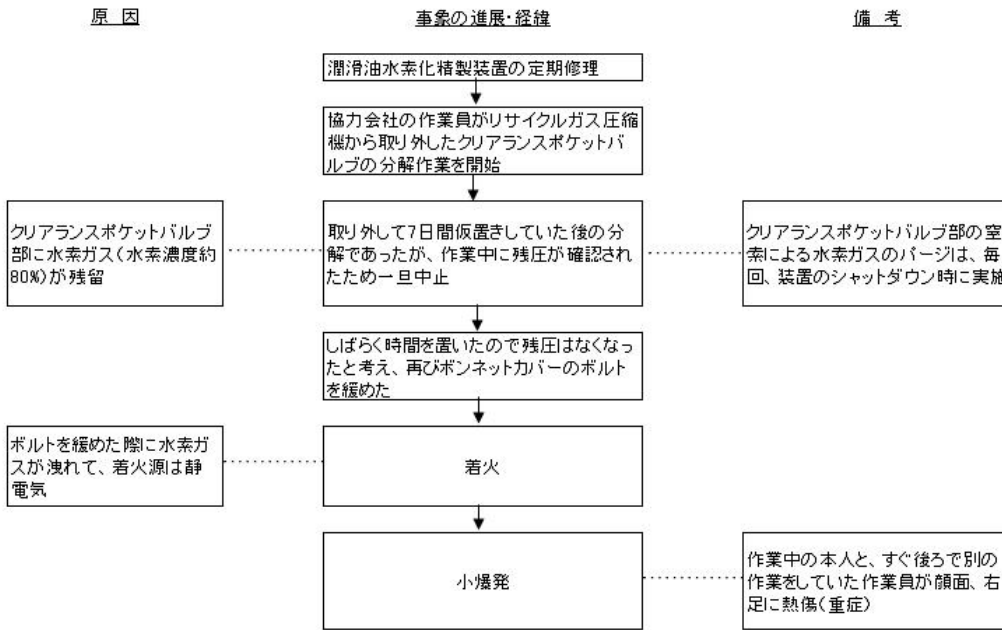 原 因
事象の進展・経緯
備 考
潤滑油水素化精製装置の定期修理
協力会社の作業員がリサイクルガス圧縮
機から取り外したクリアランスポケットバ
ルブの分解作業を開始
クリアランスポケットバルブ
部に水素ガス(水素濃度約
80%)が残留
取り外して7日間仮置きしていた後の分
解であったが、作業中に残圧が確認され
たため一旦中止
クリアランスポケットバルブ部の窒
素による水素ガスのパージは、毎
回、装置のシャットダウン時に実施
しばらく時間を置いたので残圧はなくなっ
たと考え、再びボンネットカバーのボルト
を緩めた
ボルトを緩めた際に水素ガ
スが洩れて、着火源は静
電気
着火
小爆発
作業中の本人と、すぐ後ろで別の
作業をしていた作業員が顔面、右
足に熱傷(重症)